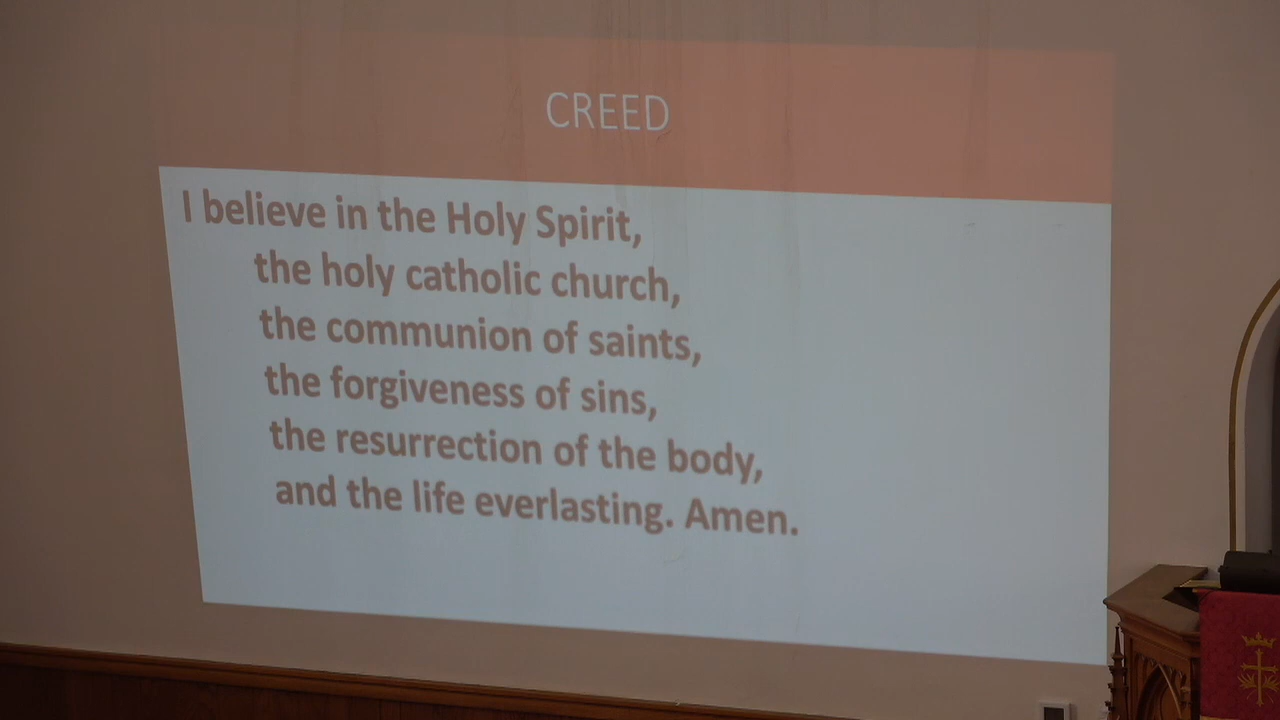 CREED
I believe in the Holy Spirit,
the holy catholic church,
the communion of saints,
the forgiveness of sins,
the resurrection of the body,
and the life everlasting. Amen.